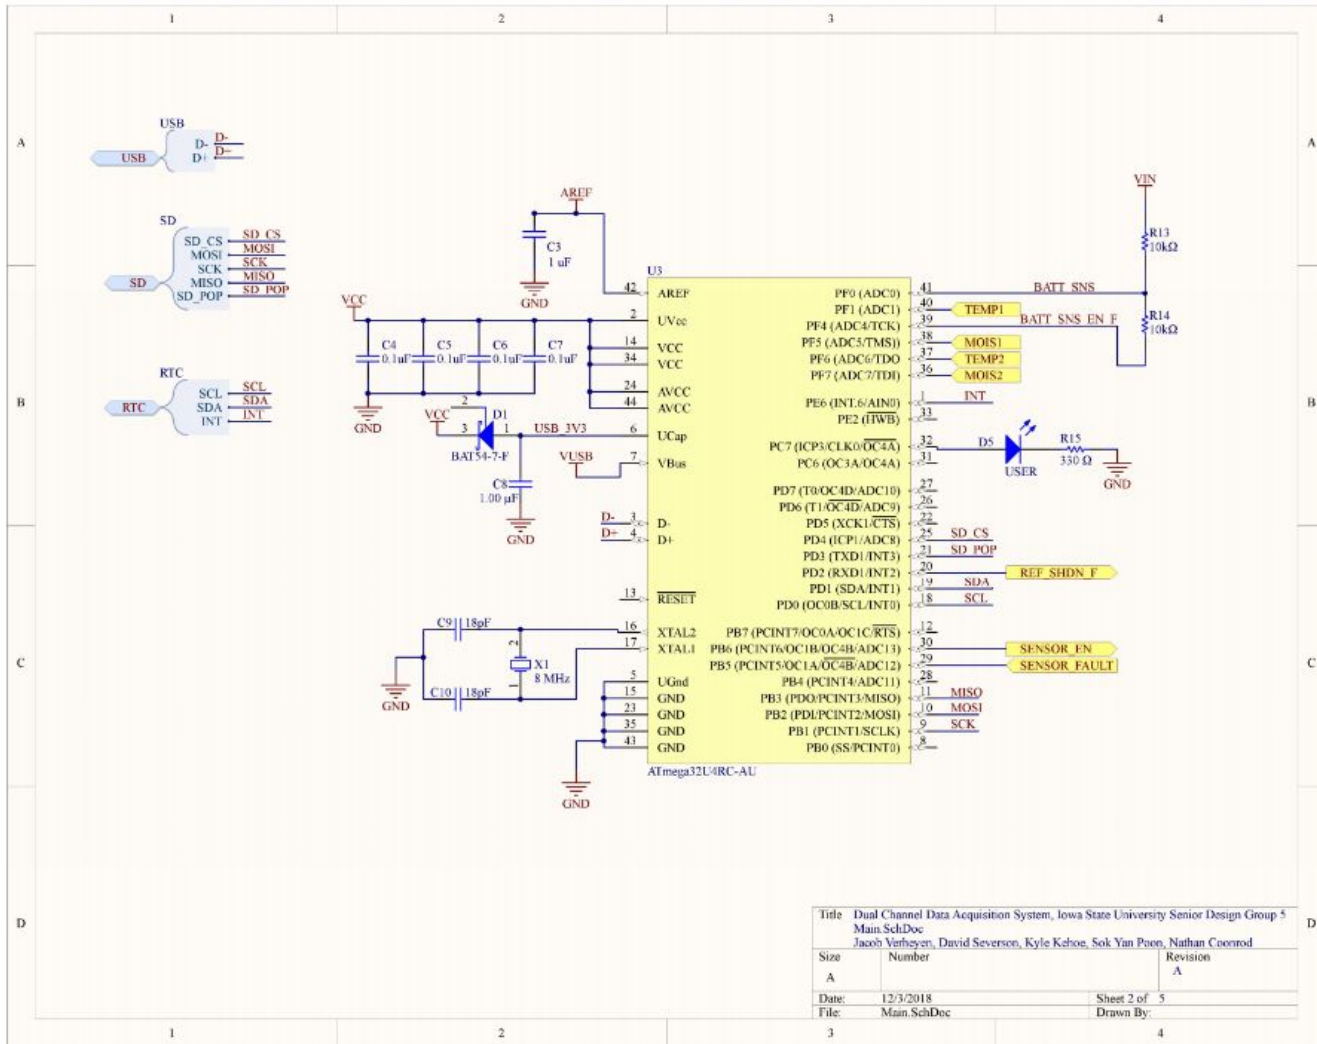 1 2 3 4
A
A
B
B
C
C
D
D
USB
USB
D- D-
D+ D+
SD
SD
SD_CS SD_CS
MOSI MOSI
SCK SCK
MISO MISO
SD_POP SD_POP
RTC
RTC
SCL SCL
SDA SDA
INT INT
AREF
C3
1 uF
GND
VCC
C4
0.1uF
C5
0.1uF
C6
0.1uF
C7
0.1uF
GND
VCC
2
D1
3
1
BAT54-7-F
USB_3V3
VUSB
C8
1.00 µF
GND
D-
D+
C9 18pF
C10 18pF
2
X1
8 MHz
1
GND
GND
U3
42 AREF
2 UVcc
14 VCC
34 VCC
24 AVCC
44 AVCC
6 UCap
7 VBus
3 D-
4 D+
13 RESET
16 XTAL2
17 XTAL1
5 UGnd
15 GND
23 GND
35 GND
43 GND
ATmega32U4RC-AU
PF0 (ADC0) 41 BATT_SNS
PF1 (ADC1) 40 TEMP1
PF4 (ADC4/TCK) 39 BATT_SNS_EN_F
PF5 (ADC5/TMS)) 38 MOIS1
PF6 (ADC6/TDO 37 TEMP2
PF7 (ADC7/TDI) 36 MOIS2
PE6 (INT.6/AIN0) 1 INT
PE2 (HWB) 33
PC7 (ICP3/CLK0/OC4A) 32
PC6 (OC3A/OC4A) 31
PD7 (T0/OC4D/ADC10) 27
PD6 (T1/OC4D/ADC9) 26
PD5 (XCK1/CTS) 22
PD4 (ICP1/ADC8) 25 SD_CS
PD3 (TXD1/INT3) 21 SD_POP
PD2 (RXD1/INT2) 20 REF_SHDN_F
PD1 (SDA/INT1) 19 SDA
PD0 (OC0B/SCL/INT0) 18 SCL
PB7 (PCINT7/OC0A/OC1C/RTS) 12
PB6 (PCINT6/OC1B/OC4B/ADC13) 30 SENSOR_EN
PB5 (PCINT5/OC1A/OC4B/ADC12) 29 SENSOR_FAULT
PB4 (PCINT4/ADC11) 28
PB3 (PDO/PCINT3/MISO) 11 MISO
PB2 (PDI/PCINT2/MOSI) 10 MOSI
PB1 (PCINT1/SCLK) 9 SCK
PB0 (SS/PCINT0) 8
VIN
R13
10kΩ
R14
10kΩ
D5
USER
R15
330 Ω
GND
Title Dual Channel Data Acquisition System, Iowa State University Senior Design Group 5
Main.SchDoc
Jacob Verheyen, David Severson, Kyle Kehoe, Sok Yan Poon, Nathan Coonrod
Size Number Revision
A A
Date: 12/3/2018 Sheet 2 of 5
File: Main.SchDoc Drawn By:
1 2 3 4